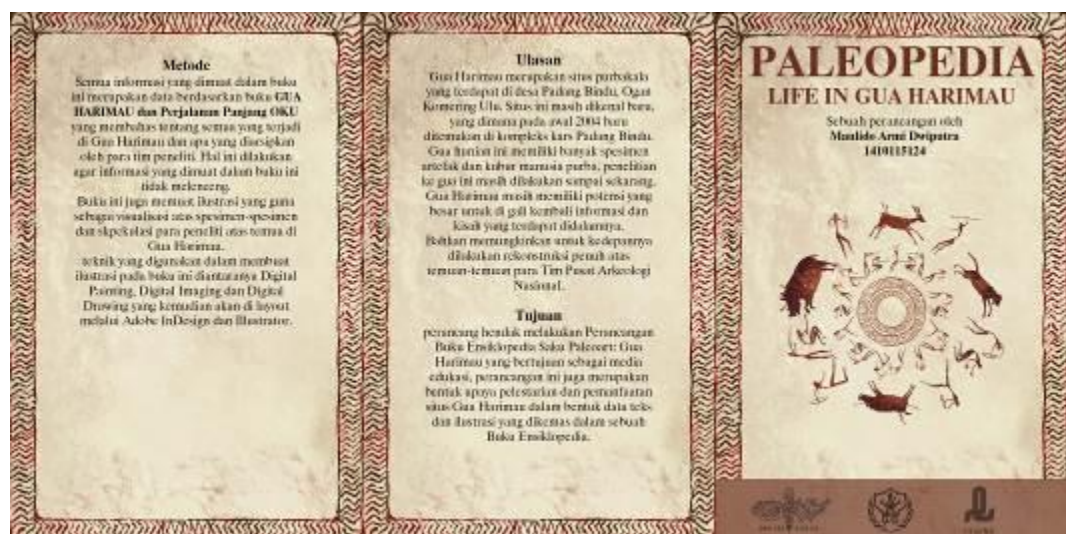 Metode
Semua informasi yang dimuat dalam buku
ini merupakan data berdasarkan buku GUA
HARIMAU dan Perjalanan Panjang OKU
yang membahas tentang semua yang terjadi
di Gua Harimau dan apa yang diarsipkan
oleh para tim peneliti. Hal ini dilakukan
agar informasi yang dimuat dalam buku ini
tidak melenceng.
Buku ini juga memuat ilustrasi yang guna
sebagai visualisasi atas spesimen-spesimen
dan skpekulasi para peneliti atas temua di
Gua Harimau.
teknik yang digunakan dalam membuat
ilustrasi pada buku ini diantaranya Digital
Painting, Digital Imaging dan Digital
Drowing yang kemudian akan di layout
melalui Adobe InDesign dan Illustrator.
Ulasan
Gua Harimau merupakan situs purbakala
yang terdapat di desa Padang Bindu, Ogan
Komering Ulu. Situs ini masih dikenal baru,
yang dimana pada awal 2004 baru
ditemukan di kompleks kars Padang Bindu.
Gua hunian ini memiliki banyak spesimen
artefak dan kubur manusia purba, penelitian
ke gua ini masih dilakukan sampai sekarang.
Gua Harimau masih memiliki potensi yang
besar untuk di gali kembali informasi dan
kisah yang terdapat didalamnya.
Bahkan memungkinkan untuk kedepannya
dilakukan rekonstruksi penuh atas
temuan-temuan para Tim Pusat Arkeologi
Nasional.
Tujuan
perancang hendak melakukan Perancangan
Buku Ensiklopedia Saku Paleoart: Gua
Harimau yang bertujuan sebagai media
edukasi, perancangan ini juga merupakan
bentuk upaya pelestarian dan pemanfaatan
situs Gua Harimau dalam bentuk data teks
dan ilustrasi yang dikemas dalam sebuah
Buku Ensiklopedia.
PALEOPEDIA
LIFE IN GUA HARIMAU
Sebuah perancangan oleh
Maulido Armi Dwiputra
1410115124